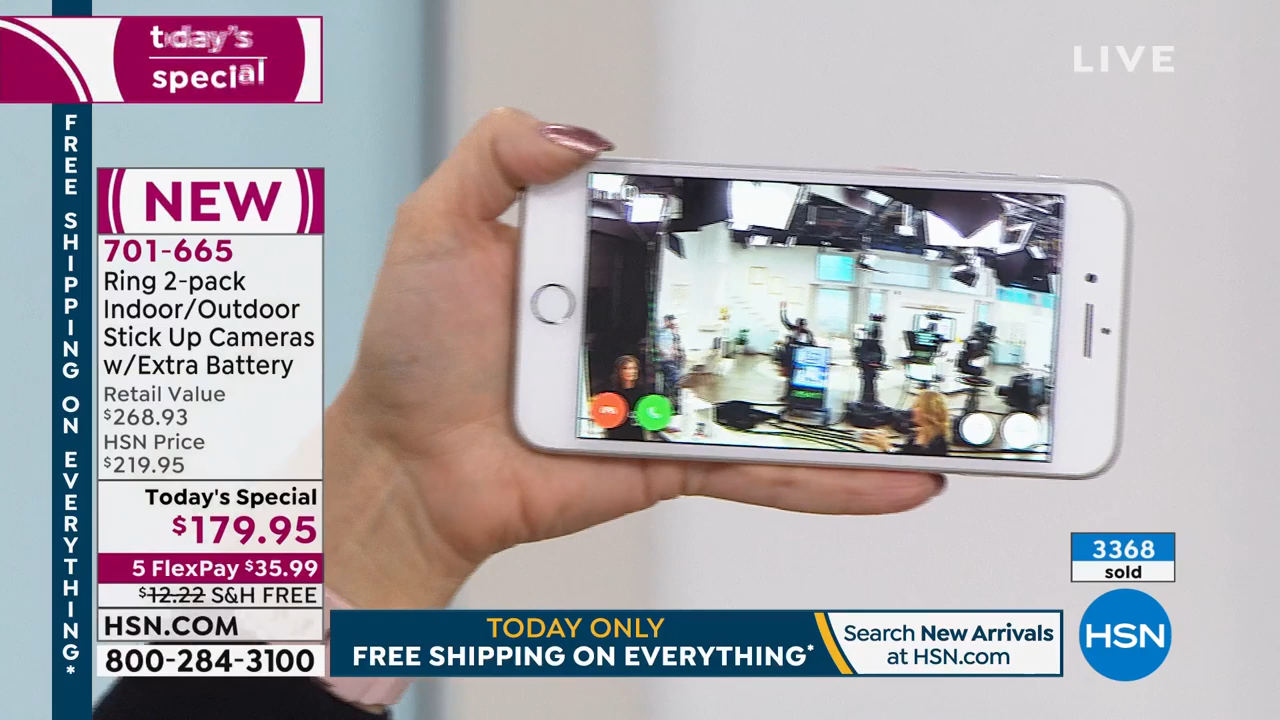 today's
special
LIVE
FREE SHIPPING ON EVERYTHING*
NEW
701-665
Ring 2-pack
Indoor/Outdoor
Stick Up Cameras
w/Extra Battery
Retail Value
$268.93
HSN Price
$219.95
Today's Special
$179.95
5 FlexPay $35.99
$12.22 S&H FREE
HSN.COM
800-284-3100
TODAY ONLY
FREE SHIPPING ON EVERYTHING*
Search New Arrivals
at HSN.com
3368
sold
HSN